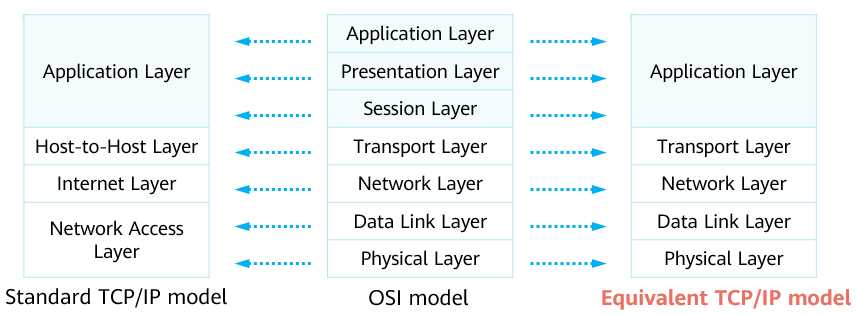 Application Layer
Host-to-Host Layer
Internet Layer
Network Access
Layer
Standard TCP/IP model
Application Layer
Presentation Layer
Session Layer
Transport Layer
Network Layer
Data Link Layer
Physical Layer
OSI model
Application Layer
Transport Layer
Network Layer
Data Link Layer
Physical Layer
Equivalent TCP/IP model